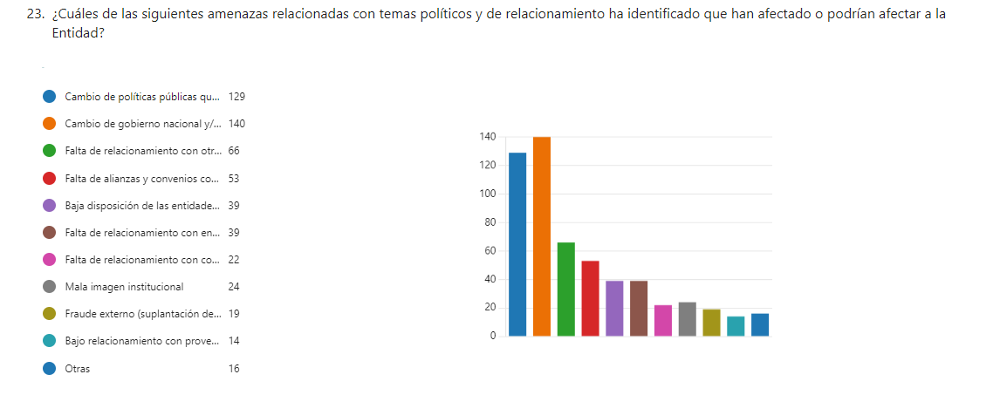 23. ¿Cuáles de las siguientes amenazas relacionadas con temas políticos y de relacionamiento ha identificado que han afectado o podrían afectar a la
Entidad?
Cambio de políticas públicas qu... 129
Cambio de gobierno nacional y/... 140
Falta de relacionamiento con otr... 66
Falta de alianzas y convenios co... 53
Baja disposición de las entidade... 39
Falta de relacionamiento con en... 39
Falta de relacionamiento con co... 22
Mala imagen institucional 24
Fraude externo (suplantación de... 19
Bajo relacionamiento con prove... 14
Otras 16
140
120
100
80
60
40
20
0